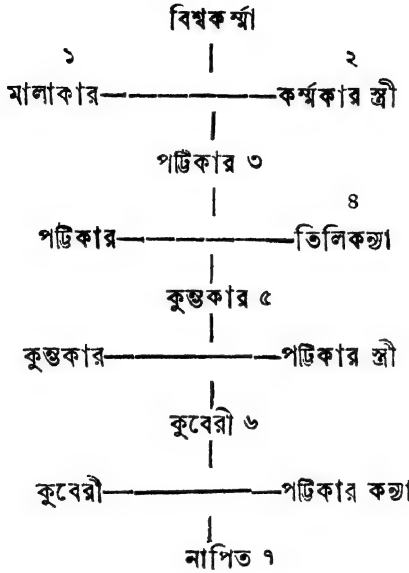 বিশ্বকর্ম্মা
১ ২
মালাকার কর্ম্মকার স্ত্রী
পট্টিকার ৩
৪
পট্টিকার তিলিকন্যা
কুম্ভকার ৫
কুম্ভকার পট্টিকার স্ত্রী
কুবেরী ৬
কুবেরী পট্টিকার কন্যা
নাপিত ৭